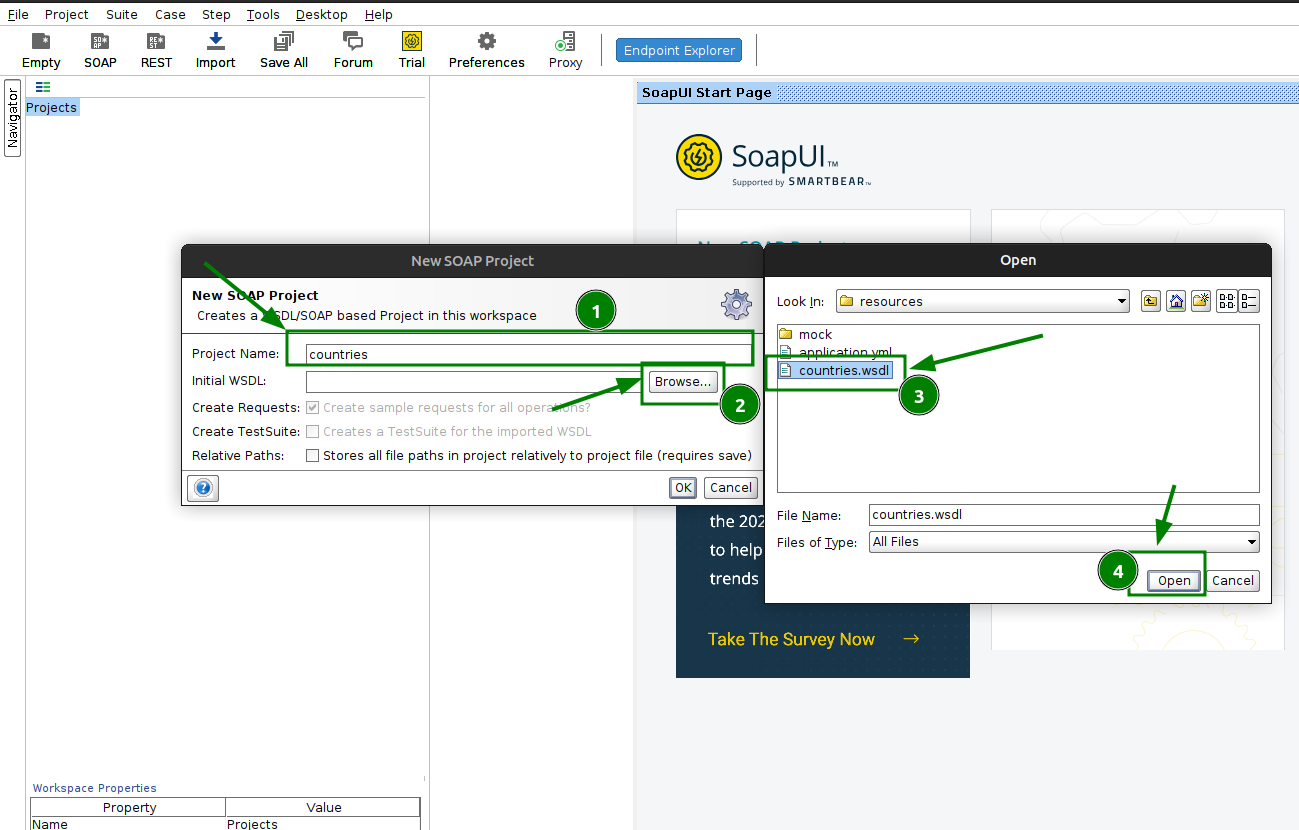 File Project Suite Case Step Tools Desktop Help
SO* AP RE* ST
Empty SOAP REST Import Save All Forum Trial Preferences Proxy Endpoint Explorer
Navigator
Projects
SoapUI Start Page
SoapUI™
Supported by SMARTBEAR™
New SOAP Project
New SOAP Project
Creates a WSDL/SOAP based Project in this workspace
1
Project Name: countries
Initial WSDL: Browse...
2
Create Requests: Create sample requests for all operations?
Create TestSuite: Creates a TestSuite for the imported WSDL
Relative Paths: Stores all file paths in project relatively to project file (requires save)
? OK Cancel
Open
Look In: resources
mock
application.yml
countries.wsdl
3
File Name: countries.wsdl
Files of Type: All Files
4
Open Cancel
the 202
to help
trends
Take The Survey Now →
Workspace Properties
Property Value
Name Projects